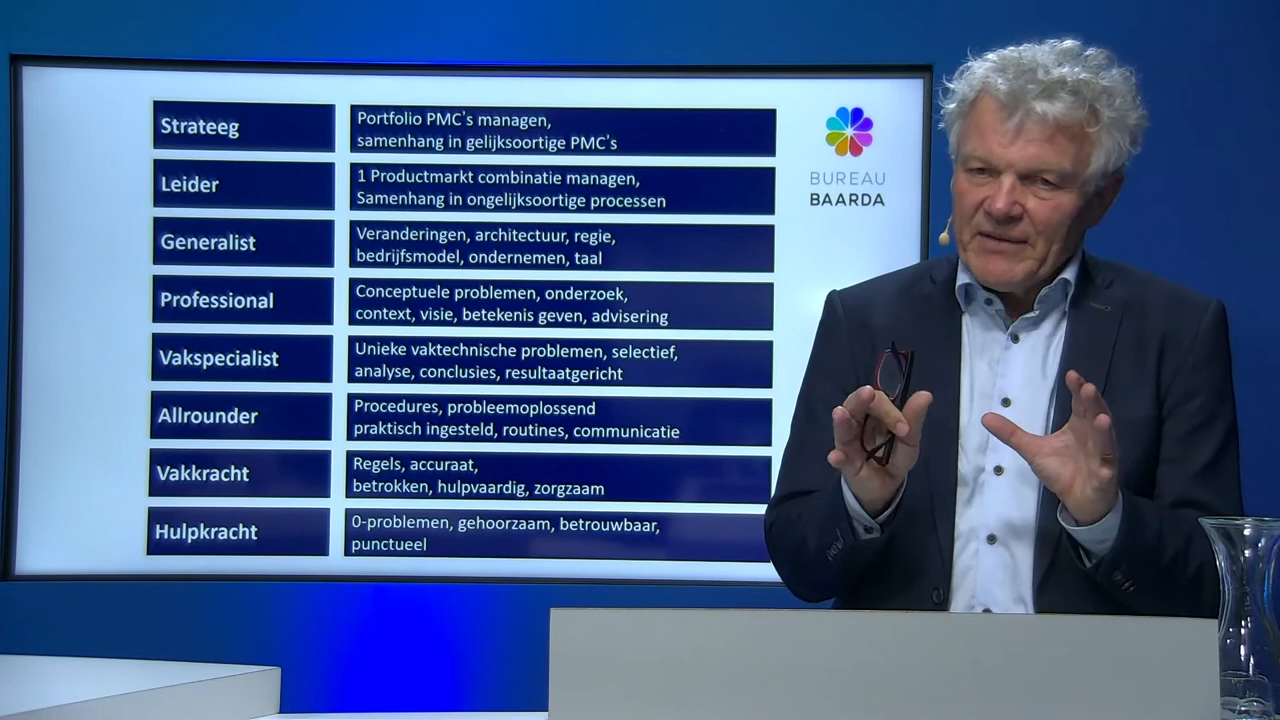 Strateeg
Portfolio PMC's managen,
samenhang in gelijksoortige PMC's
Leider
1 Productmarkt combinatie managen,
Samenhang in ongelijksoortige processen
Generalist
Veranderingen, architectuur, regie,
bedrijfsmodel, ondernemen, taal
Professional
Conceptuele problemen, onderzoek,
context, visie, betekenis geven, advisering
Vakspecialist
Unieke vaktechnische problemen, selectief,
analyse, conclusies, resultaatgericht
Allrounder
Procedures, probleemoplossend
praktisch ingesteld, routines, communicatie
Vakkracht
Regels, accuraat,
betrokken, hulpvaardig, zorgzaam
Hulpkracht
0-problemen, gehoorzaam, betrouwbaar,
punctueel
BUREAU
BAARDA